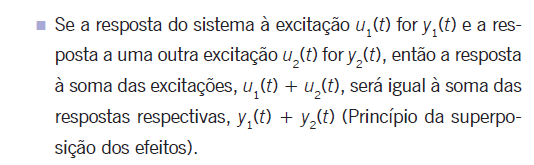 ■ Se a resposta do sistema à excitação u₁(t) for y₁(t) e a res-
posta a uma outra excitação u₂(t) for y₂(t), então a resposta
à soma das excitações, u₁(t) + u₂(t), será igual à soma das
respostas respectivas, y₁(t) + y₂(t) (Princípio da superpo-
sição dos efeitos).